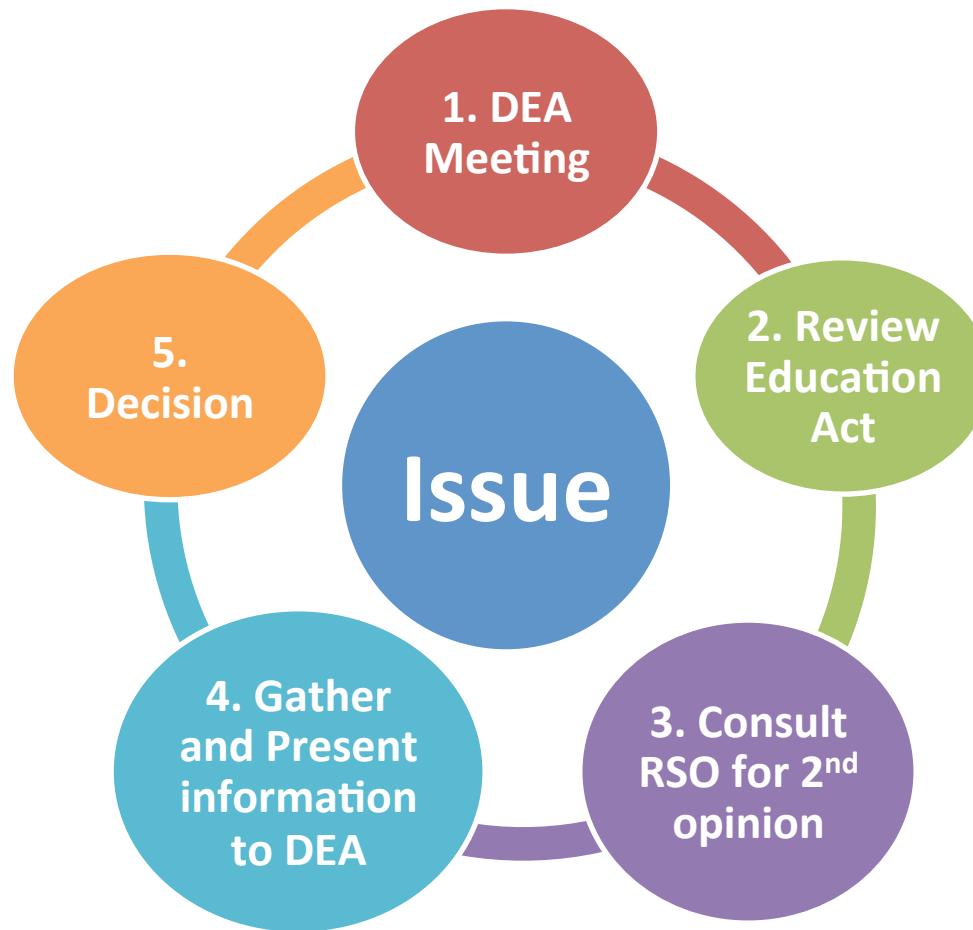 1. DEA
Meeting
2. Review
Education
Act
3. Consult
RSO for 2nd
opinion
4. Gather
and Present
information
to DEA
5.
Decision
Issue